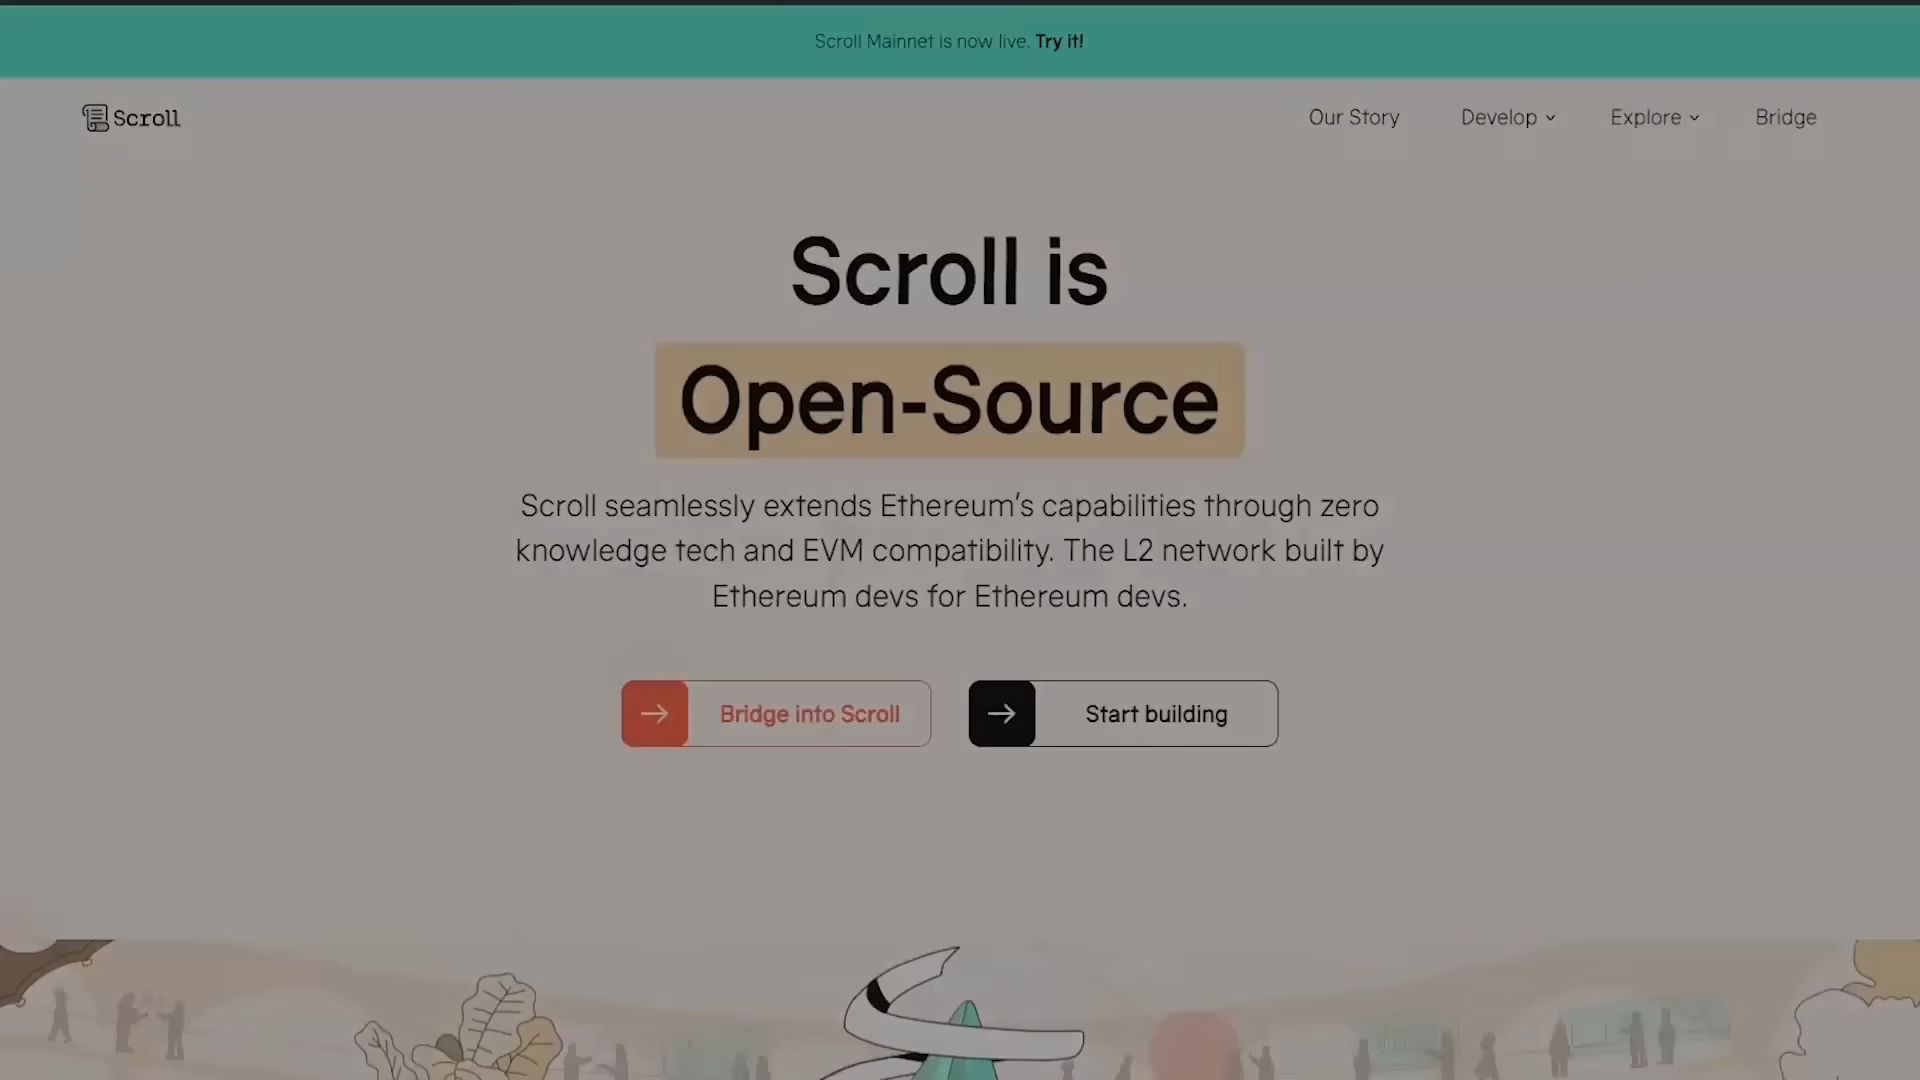 Scroll Mainnet is now live. Try it!
Scroll
Our Story
Develop
Explore
Bridge
Scroll is
Open-Source
Scroll seamlessly extends Ethereum’s capabilities through zero
knowledge tech and EVM compatibility. The L2 network built by
Ethereum devs for Ethereum devs.
Bridge into Scroll
Start building